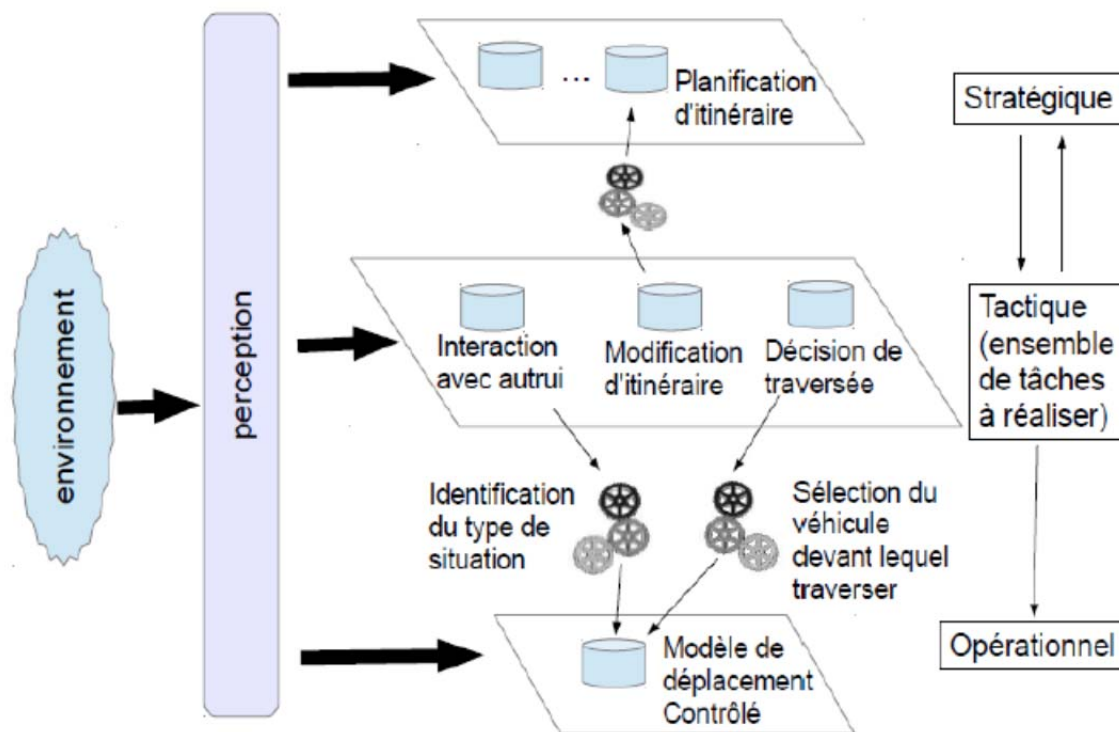 environnement
perception
...
Planification
d'itinéraire
Stratégique
Interaction
avec autrui
Modification
d'itinéraire
Décision de
traversée
Tactique
(ensemble
de tâches
à réaliser)
Identification
du type de
situation
Sélection du
véhicule
devant lequel
traverser
Modèle de
déplacement
Contrôlé
Opérationnel